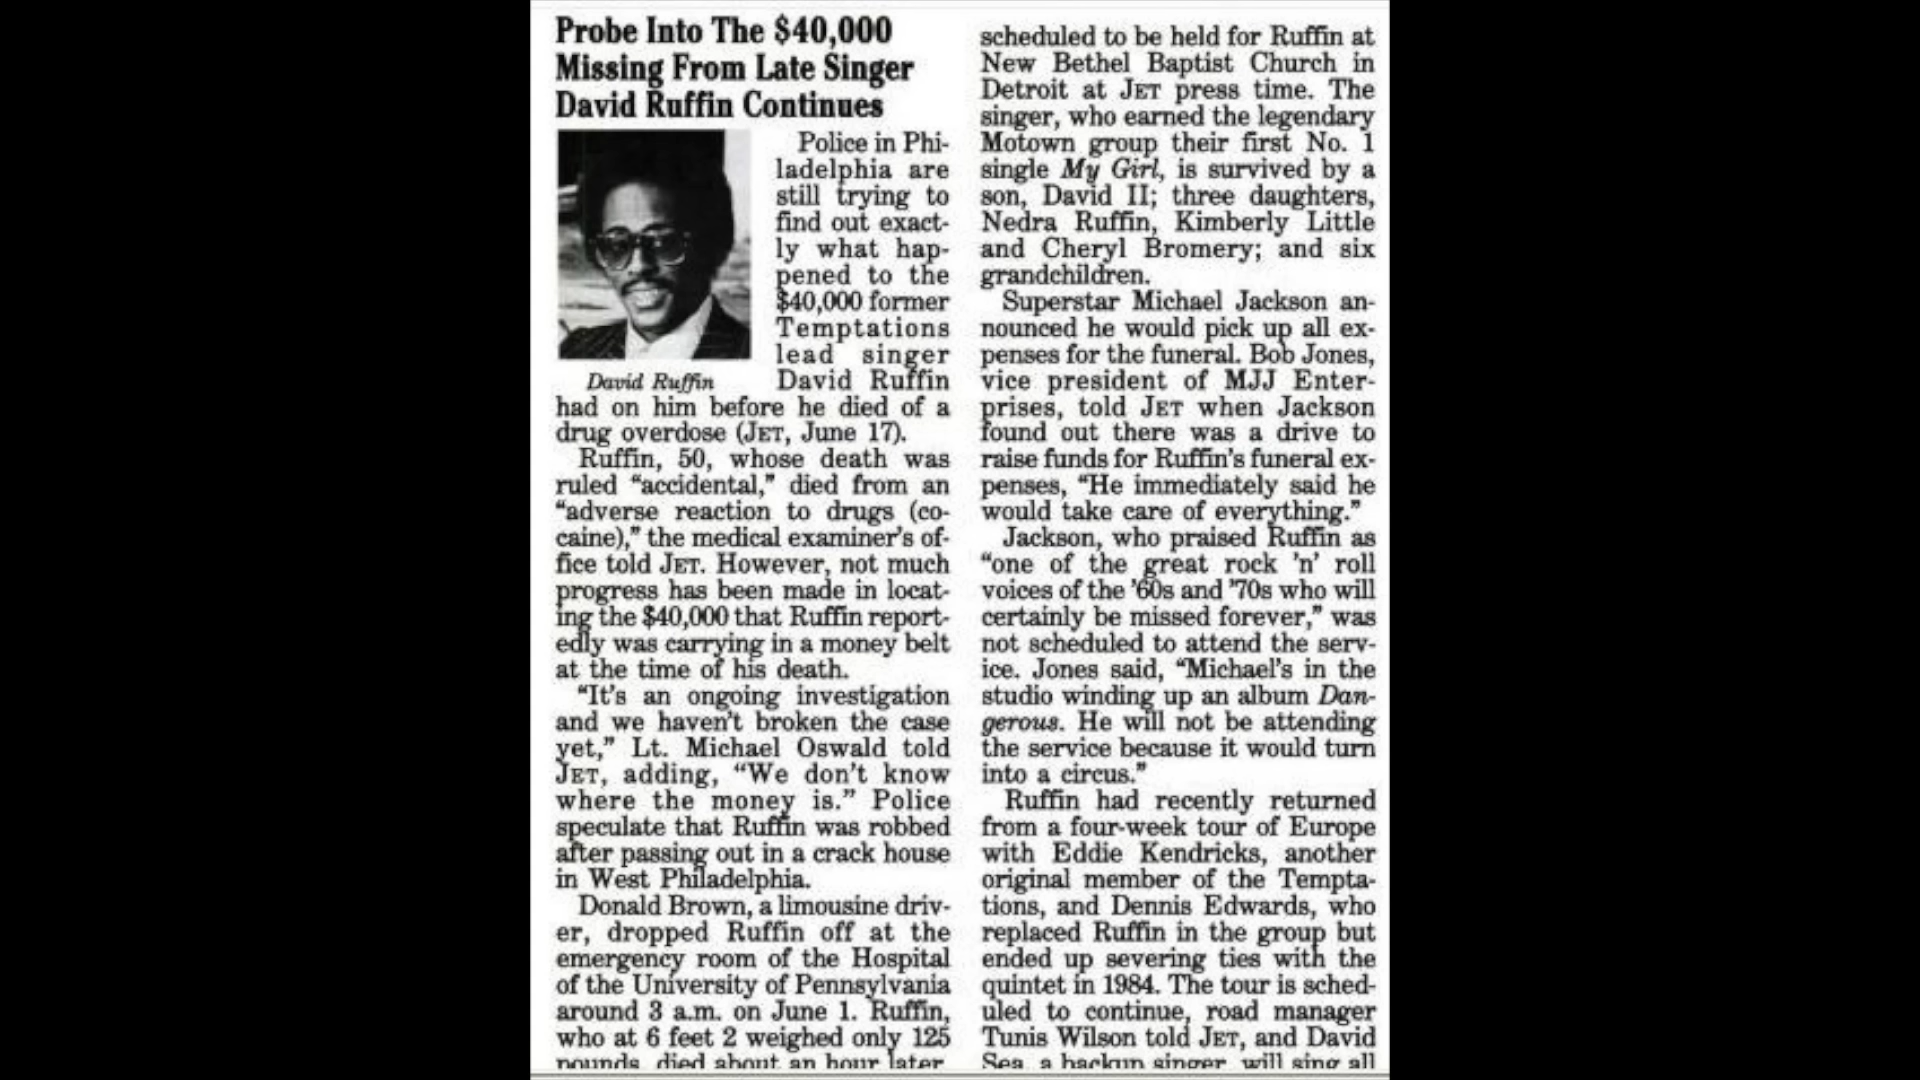 Probe Into The $40,000
Missing From Late Singer
David Ruffin Continues
Police in Phi-
ladelphia are
still trying to
find out exact-
ly what hap-
pened to the
$40,000 former
Temptations
lead singer
David Ruffin
David Ruffin
had on him before he died of a
drug overdose (JET, June 17).
Ruffin, 50, whose death was
ruled “accidental,” died from an
“adverse reaction to drugs (co-
caine),” the medical examiner's of-
fice told JET. However, not much
progress has been made in locat-
ing the $40,000 that Ruffin report-
edly was carrying in a money belt
at the time of his death.
“It's an ongoing investigation
and we haven't broken the case
yet,” Lt. Michael Oswald told
JET, adding, “We don't know
where the money is.” Police
speculate that Ruffin was robbed
after passing out in a crack house
in West Philadelphia.
Donald Brown, a limousine driv-
er, dropped Ruffin off at the
emergency room of the Hospital
of the University of Pennsylvania
around 3 a.m. on June 1. Ruffin,
who at 6 feet 2 weighed only 125
pounds, died about an hour later.
scheduled to be held for Ruffin at
New Bethel Baptist Church in
Detroit at JET press time. The
singer, who earned the legendary
Motown group their first No. 1
single My Girl, is survived by a
son, David II; three daughters,
Nedra Ruffin, Kimberly Little
and Cheryl Bromery; and six
grandchildren.
Superstar Michael Jackson an-
nounced he would pick up all ex-
penses for the funeral. Bob Jones,
vice president of MJJ Enter-
prises, told JET when Jackson
found out there was a drive to
raise funds for Ruffin's funeral ex-
penses, “He immediately said he
would take care of everything.”
Jackson, who praised Ruffin as
“one of the great rock 'n' roll
voices of the '60s and '70s who will
certainly be missed forever,” was
not scheduled to attend the serv-
ice. Jones said, “Michael's in the
studio winding up an album Dan-
gerous. He will not be attending
the service because it would turn
into a circus.”
Ruffin had recently returned
from a four-week tour of Europe
with Eddie Kendricks, another
original member of the Tempta-
tions, and Dennis Edwards, who
replaced Ruffin in the group but
ended up severing ties with the
quintet in 1984. The tour is sched-
uled to continue, road manager
Tunis Wilson told JET, and David
Sea, a backup singer, will sing all